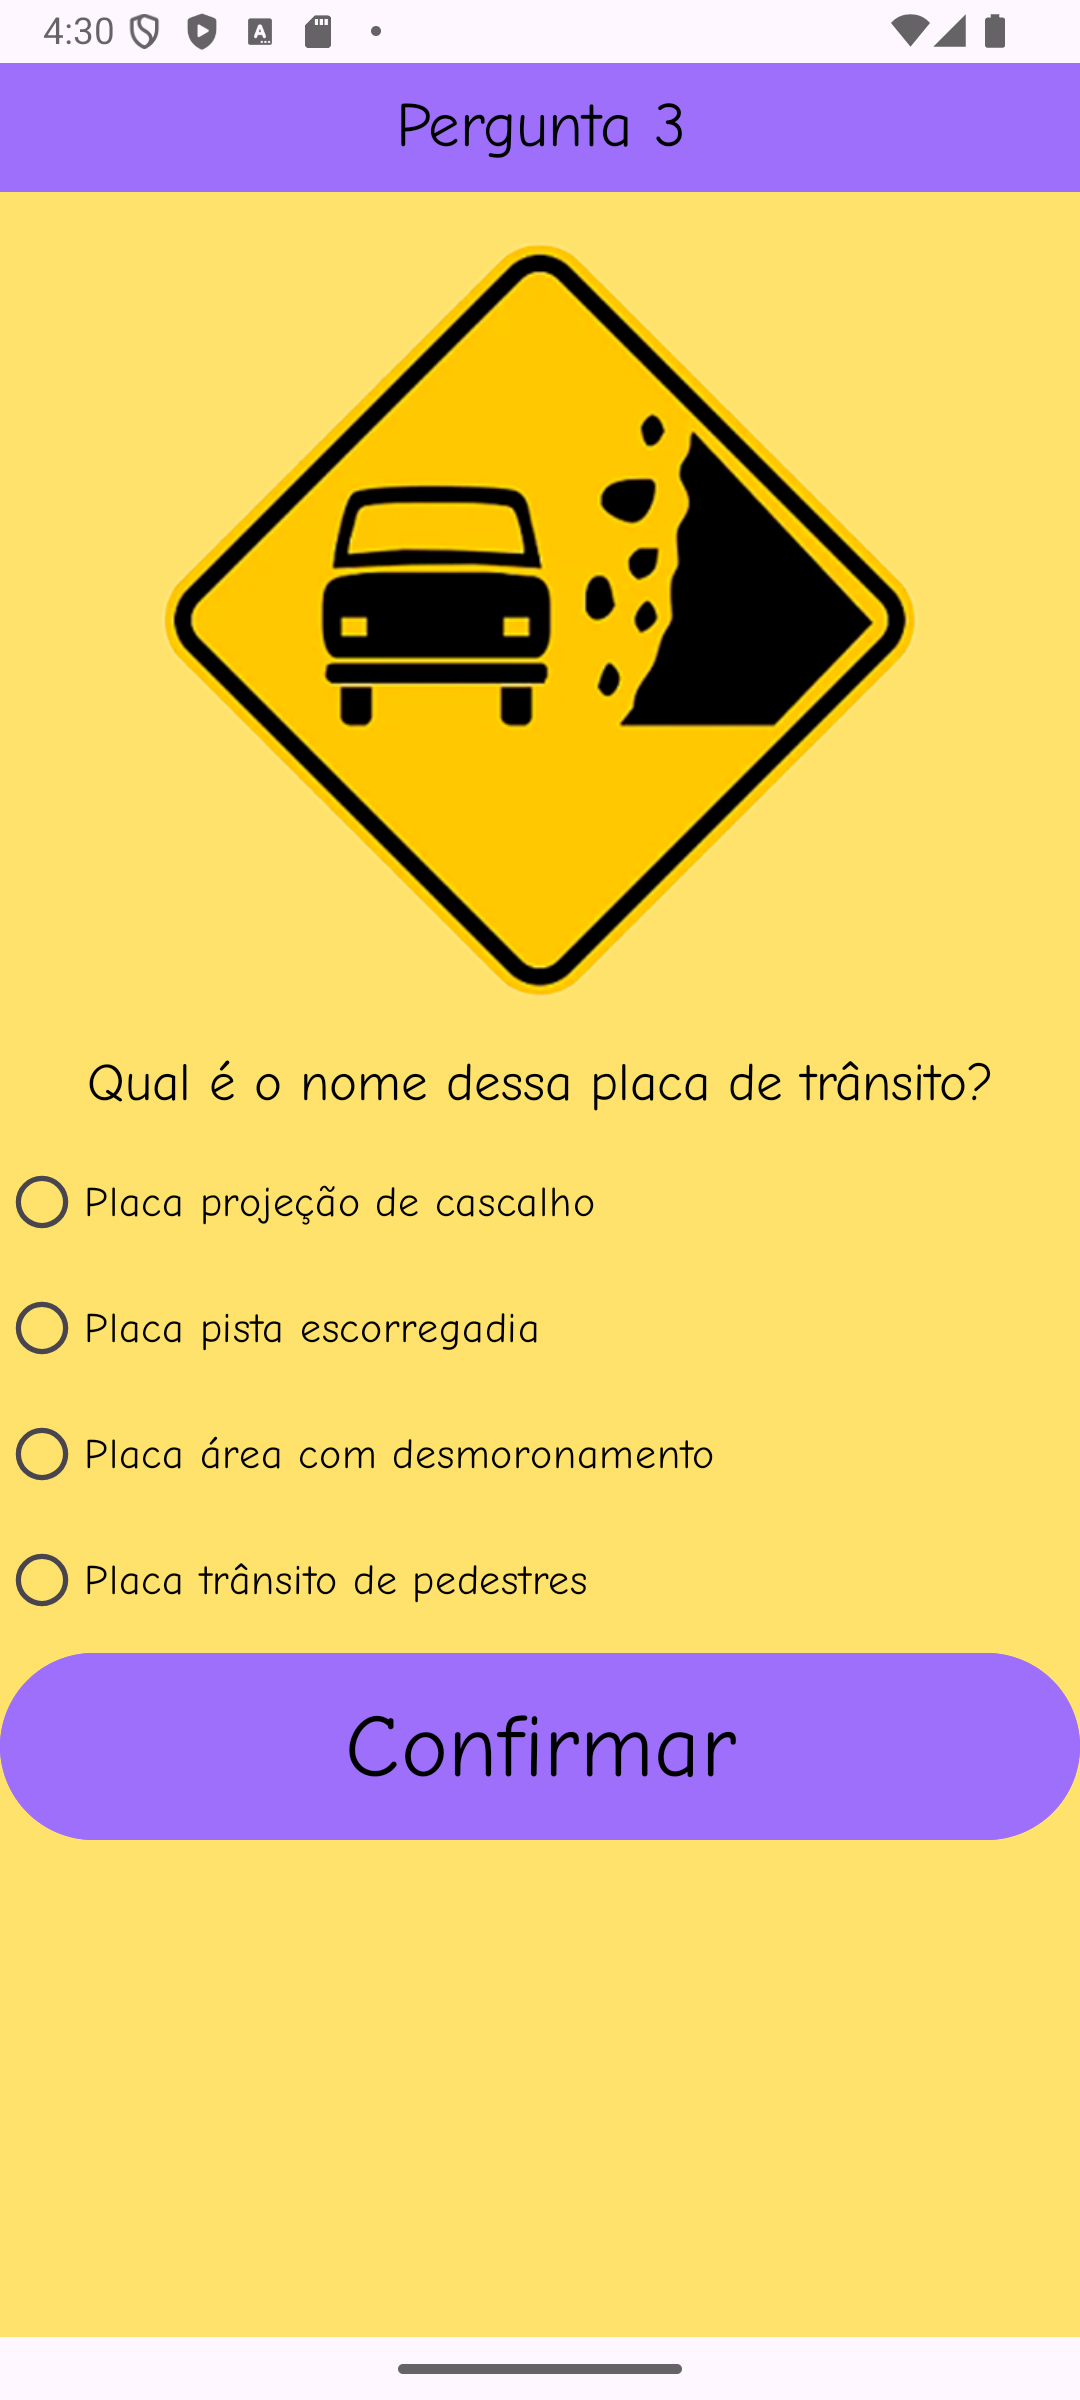 4:30
Pergunta 3
Qual é o nome dessa placa de trânsito?
Placa projeção de cascalho
Placa pista escorregadia
Placa área com desmoronamento
Placa trânsito de pedestres
Confirmar